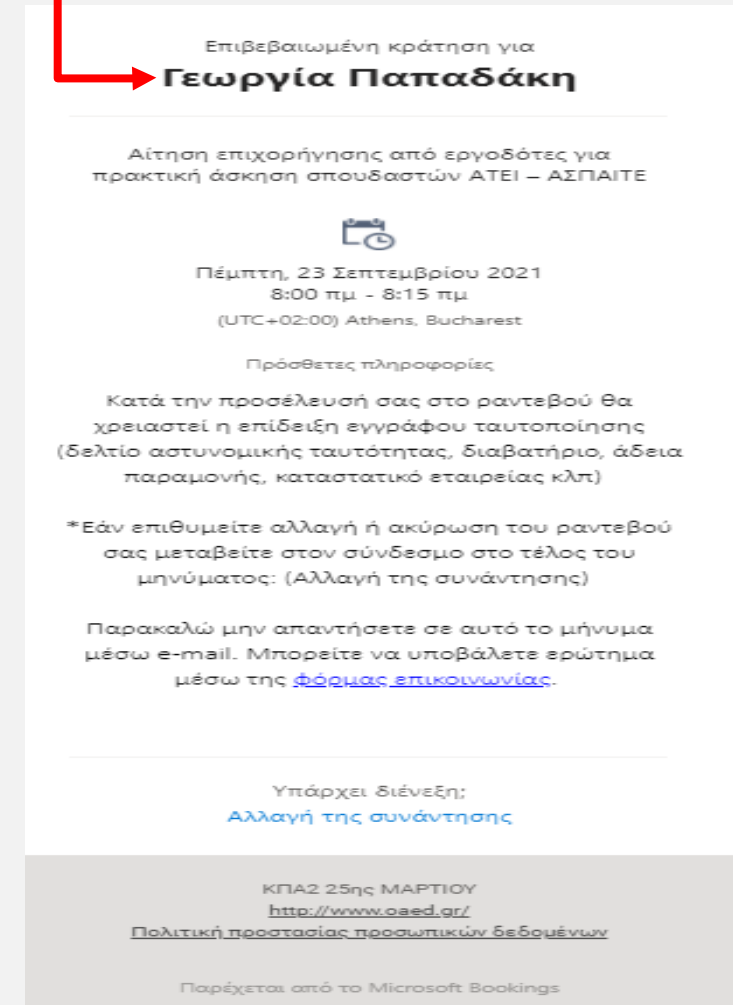 Επιβεβαιωμένη κράτηση για
Γεωργία Παπαδάκη
Αίτηση επιχορήγησης από εργοδότες για
πρακτική άσκηση σπουδαστών ΑΤΕΙ – ΑΣΠΑΙΤΕ
Πέμπτη, 23 Σεπτεμβρίου 2021
8:00 πμ - 8:15 πμ
(UTC+02:00) Athens, Bucharest
Πρόσθετες πληροφορίες
Κατά την προσέλευσή σας στο ραντεβού θα
χρειαστεί η επίδειξη εγγράφου ταυτοποίησης
(δελτίο αστυνομικής ταυτότητας, διαβατήριο, άδεια
παραμονής, καταστατικό εταιρείας κλπ)
*Εάν επιθυμείτε αλλαγή ή ακύρωση του ραντεβού
σας μεταβείτε στον σύνδεσμο στο τέλος του
μηνύματος: (Αλλαγή της συνάντησης)
Παρακαλώ μην απαντήσετε σε αυτό το μήνυμα
μέσω e-mail. Μπορείτε να υποβάλετε ερώτημα
μέσω της φόρμας επικοινωνίας.
Υπάρχει διένεξη;
Αλλαγή της συνάντησης
ΚΠΑ2 25ης ΜΑΡΤΙΟΥ
http://www.oaed.gr/
Πολιτική προστασίας προσωπικών δεδομένων
Παρέχεται από το Microsoft Bookings